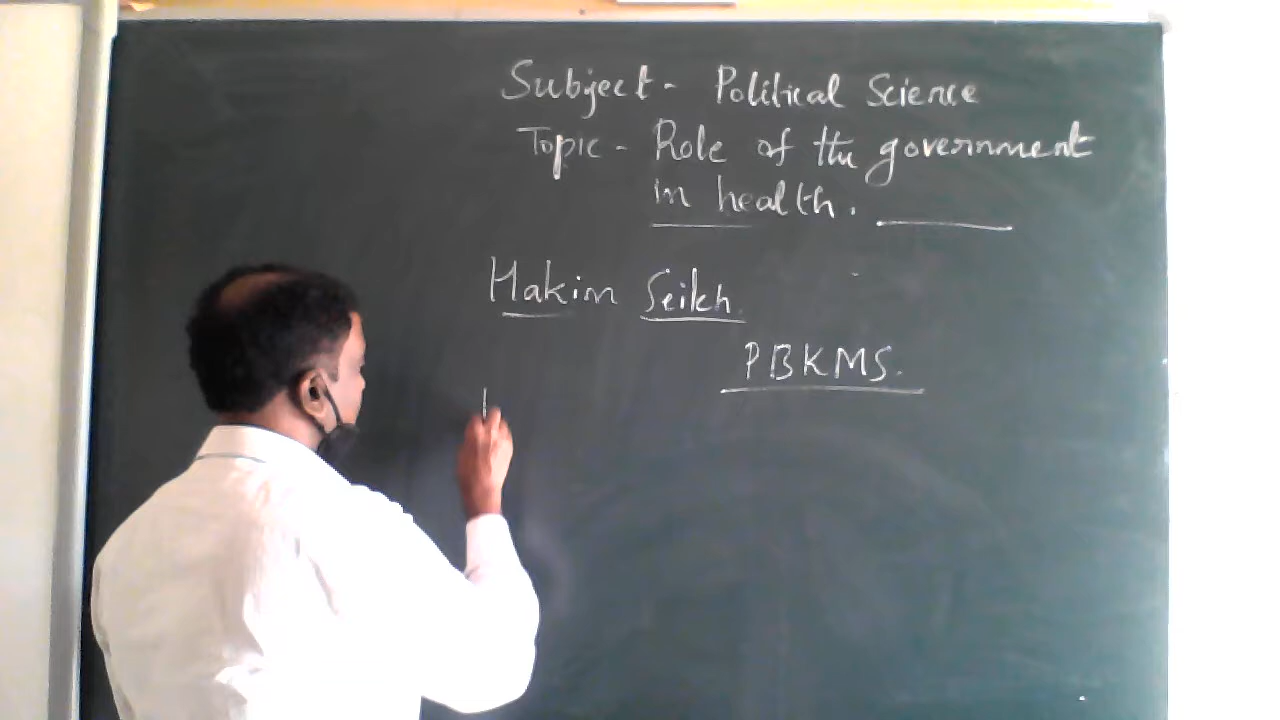 Subject - Political Science
Topic - Role of the government
in health.
Hakim Seikh.
PBKMS.